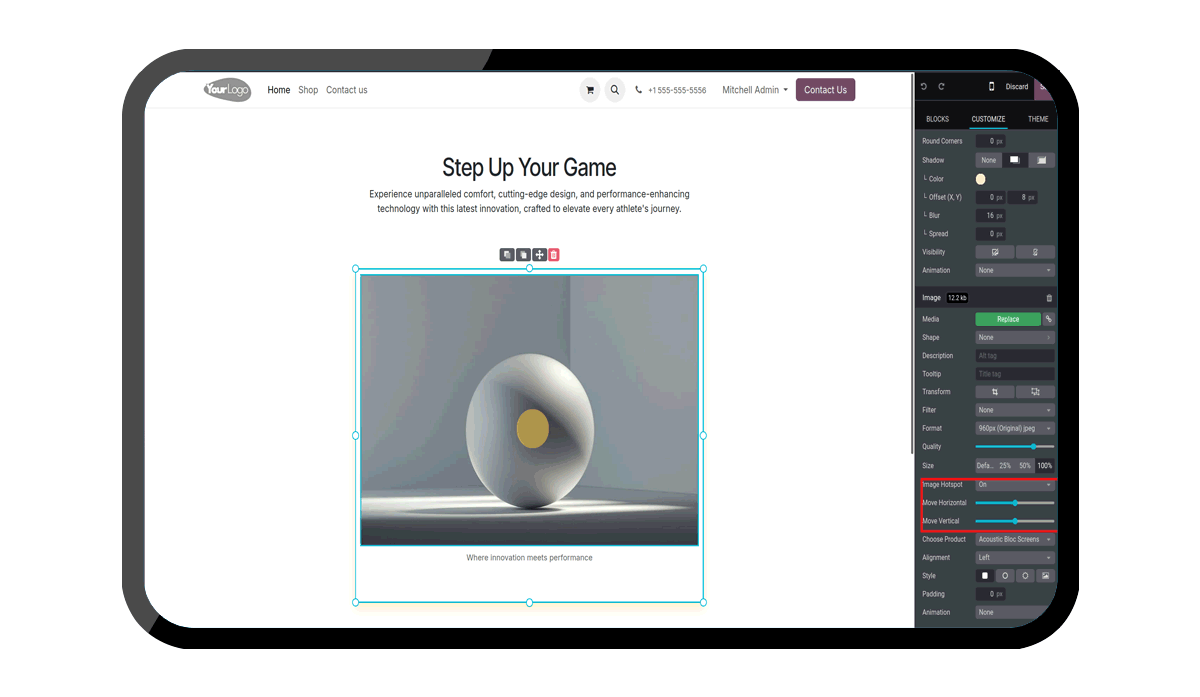 YourLogo
Home Shop Contact us
+1 555-555-5556 Mitchell Admin Contact Us
Discard
BLOCKS CUSTOMIZE THEME
Step Up Your Game
Experience unparalleled comfort, cutting-edge design, and performance-enhancing
technology with this latest innovation, crafted to elevate every athlete's journey.
Where innovation meets performance
Round Corners 0 px
Shadow None
└ Color
└ Offset (X, Y) 0 px 8 px
└ Blur 16 px
└ Spread 0 px
Visibility
Animation None
Image 12.2 kb
Media Replace
Shape None
Description Alt tag
Tooltip Title tag
Transform
Filter None
Format 960px (Original) jpeg
Quality
Size Defa... 25% 50% 100%
Image Hotspot On
Move Horizontal
Move Vertical
Choose Product Acoustic Bloc Screens
Alignment Left
Style
Padding 0 px
Animation None